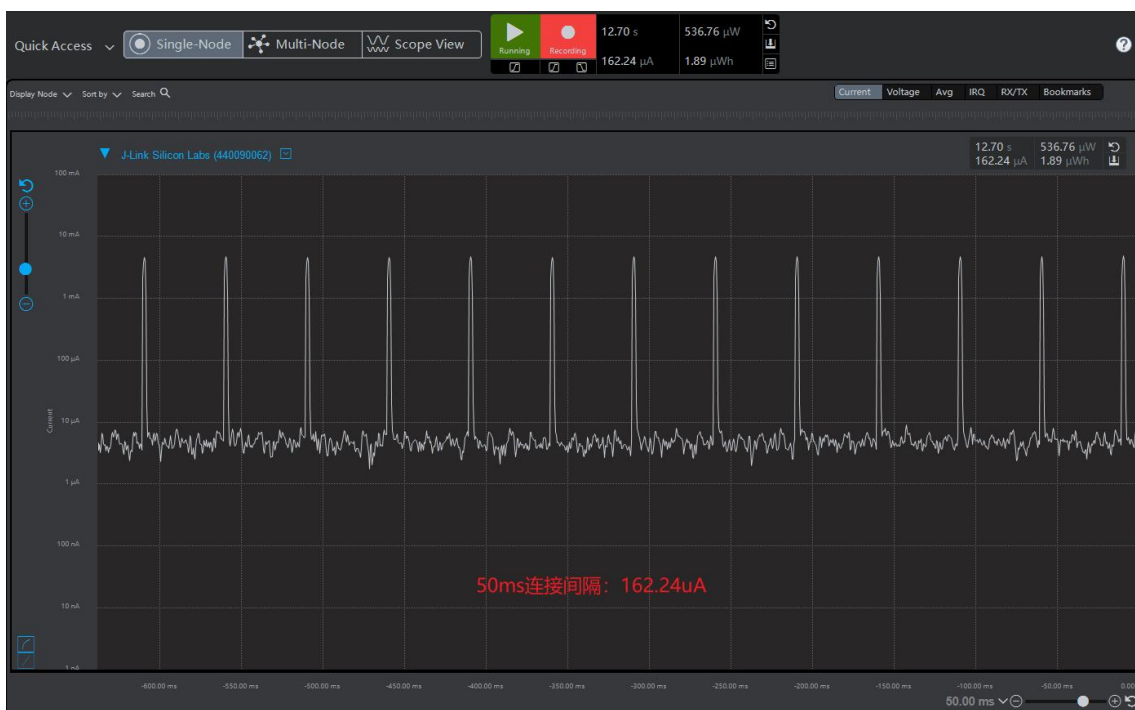 Quick Access
Single-Node
Multi-Node
Scope View
Running
Recording
12.70 s
536.76 µW
162.24 µA
1.89 µWh
Display Node
Sort by
Search
Current
Voltage
Avg
IRQ
RX/TX
Bookmarks
J-Link Silicon Labs (440090062)
12.70 s 536.76 µW
162.24 µA 1.89 µWh
100 mA
10 mA
1 mA
100 µA
10 µA
Current
1 µA
100 nA
10 nA
1 nA
50ms连接间隔：162.24uA
-600.00 ms
-550.00 ms
-500.00 ms
-450.00 ms
-400.00 ms
-350.00 ms
-300.00 ms
-250.00 ms
-200.00 ms
-150.00 ms
-100.00 ms
-50.00 ms
0.00
50.00 ms